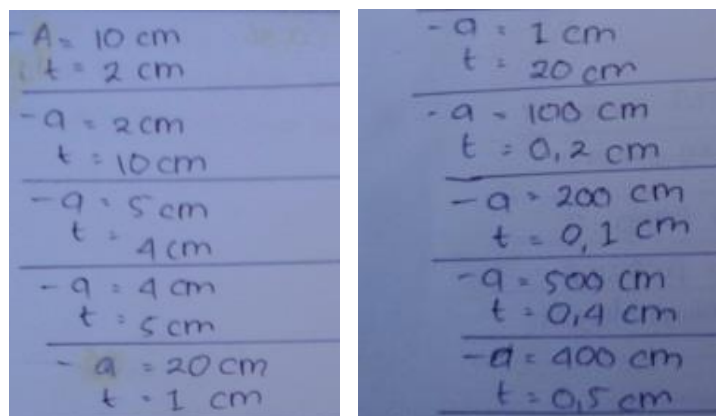 - A = 10 cm
t = 2 cm
- a = 2 cm
t = 10 cm
- a = 5 cm
t = 4 cm
- a = 4 cm
t = 5 cm
- a = 20 cm
t = 1 cm
- a = 1 cm
t = 20 cm
- a = 100 cm
t = 0,2 cm
- a = 200 cm
t = 0,1 cm
- a = 500 cm
t = 0,4 cm
- a = 400 cm
t = 0,5 cm